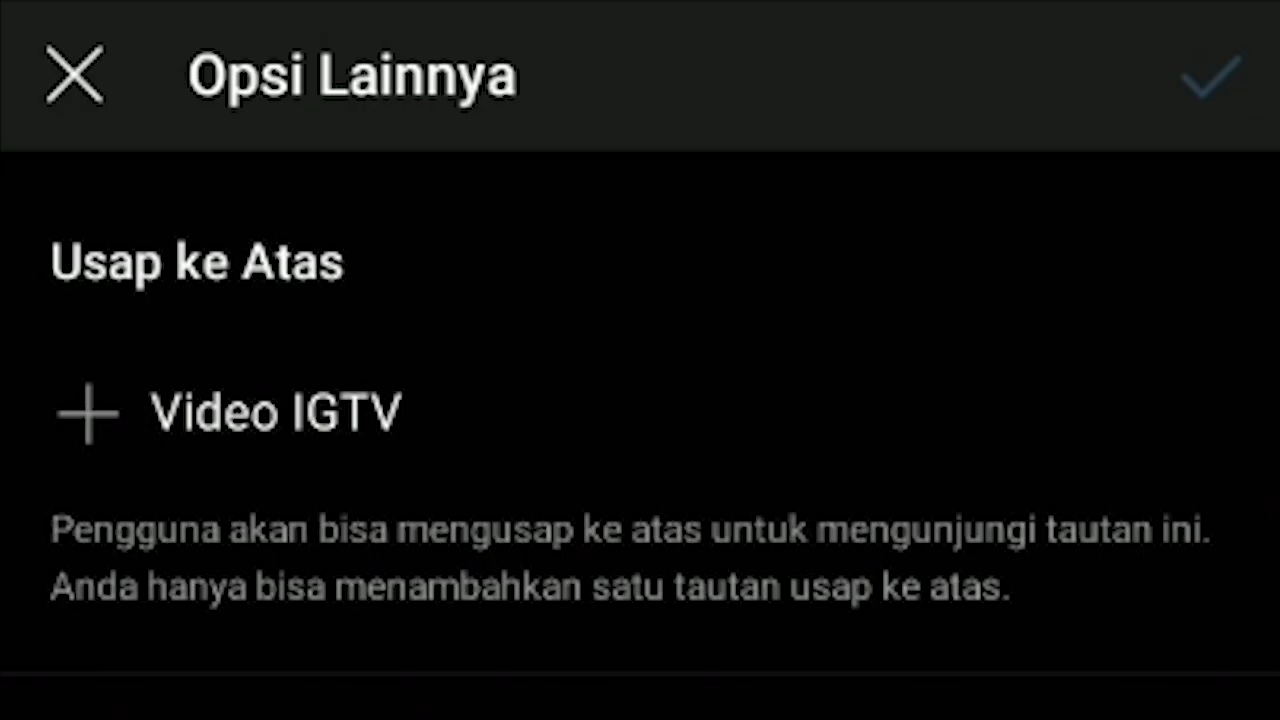 Opsi Lainnya
Usap ke Atas
Video IGTV
Pengguna akan bisa mengusap ke atas untuk mengunjungi tautan ini.
Anda hanya bisa menambahkan satu tautan usap ke atas.